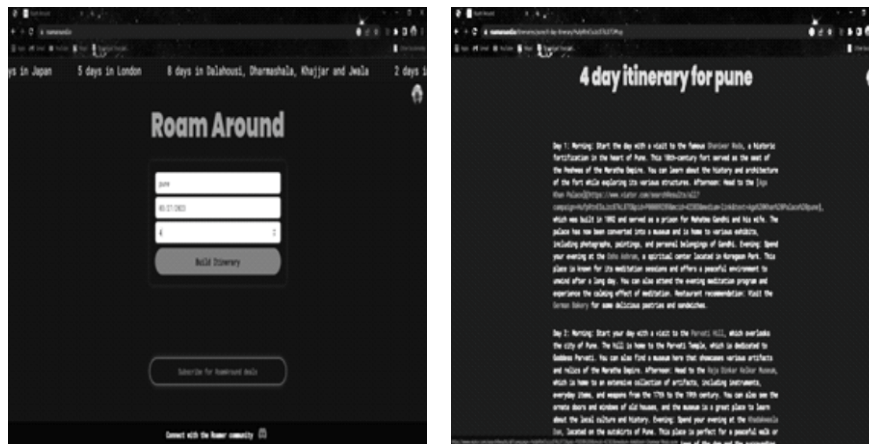 ys in Japan 5 days in London 8 days in Dalahousi, Dharmashala, Khajjar and Jwala 2 days i
Roam Around
pune
03/27/2023
4
Build Itinerary
Subscribe for RoamAround deals
Connect with the Roamer community
4 day itinerary for pune
Day 1: Morning: Start the day with a visit to the famous Shaniwar Wada, a historic
fortification in the heart of Pune. This 18th-century fort served as the seat of
the Peshwas of the Maratha Empire. You can learn about the history and architecture
of the fort while exploring its various structures. Afternoon: Head to the [Aga
Khan Palace](https://www.viator.com/searchResults/all?
which was built in 1892 and served as a prison for Mahatma Gandhi and his wife. The
palace has now been converted into a museum and is home to various exhibits,
including photographs, paintings, and personal belongings of Gandhi. Evening: Spend
your evening at the Osho Ashram, a spiritual center located in Koregaon Park. This
place is known for its meditation sessions and offers a peaceful environment to
unwind after a long day. You can also attend the evening meditation program and
experience the calming effect of meditation. Restaurant recommendation: Visit the
German Bakery for some delicious pastries and sandwiches.
Day 2: Morning: Start your day with a visit to the Parvati Hill, which overlooks
the city of Pune. The hill is home to the Parvati Temple, which is dedicated to
Goddess Parvati. You can also find a museum here that showcases various artifacts
and relics of the Maratha Empire. Afternoon: Head to the Raja Dinkar Kelkar Museum,
which is home to an extensive collection of artifacts, including instruments,
everyday items, and weapons from the 17th to the 19th century. You can also see the
ornate doors and windows of old houses, and the museum is a great place to learn
about the local culture and history. Evening: Spend your evening at the Khadakwasla
Dam, located on the outskirts of Pune. This place is perfect for a peaceful walk or